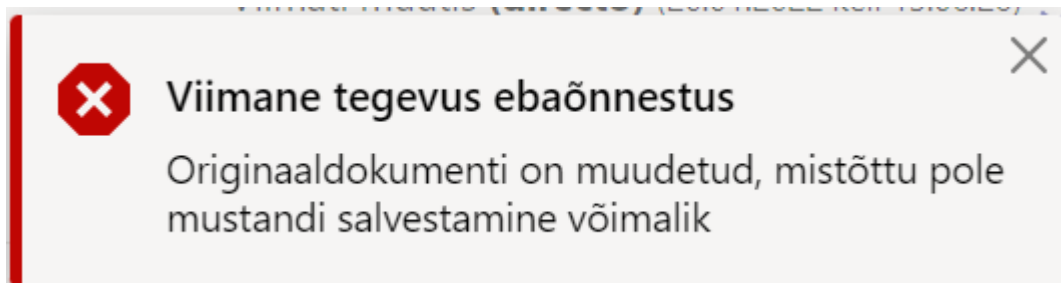 Viimane tegevus ebaõnnestus
Originaaldokumenti on muudetud, mistõttu pole
mustandi salvestamine võimalik